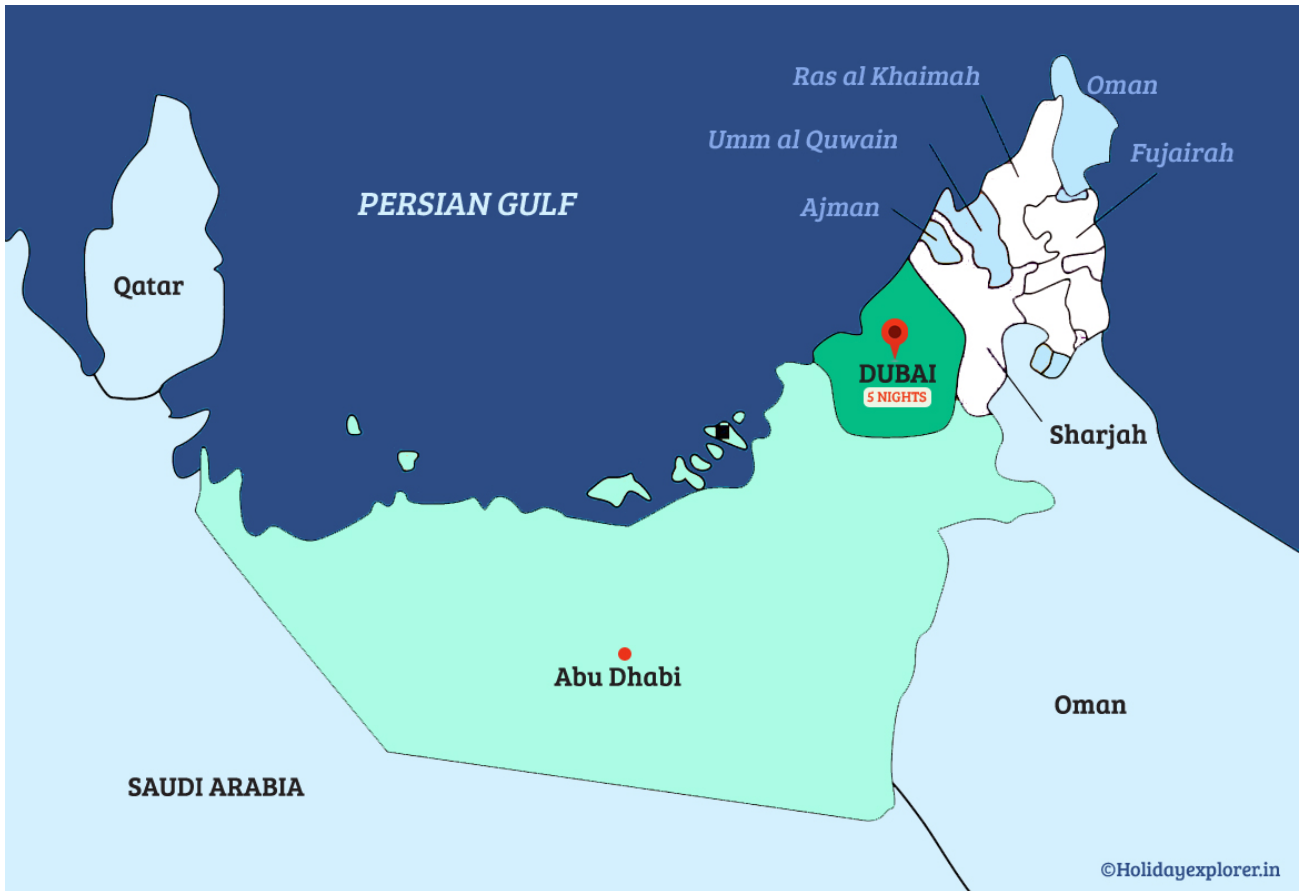 Ras al Khaimah
Oman
Umm al Quwain
Fujairah
Ajman
PERSIAN GULF
Qatar
DUBAI
5 NIGHTS
Sharjah
Abu Dhabi
Oman
SAUDI ARABIA
©Holidayexplorer.in